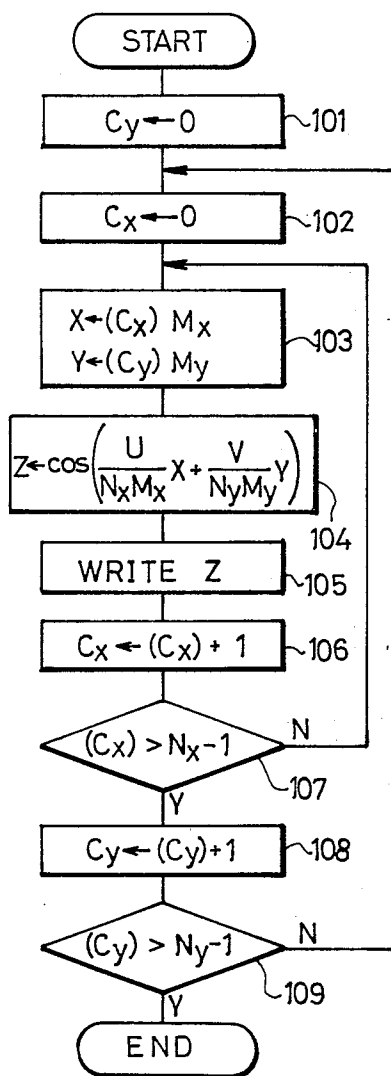 START
Cy←0
101
Cx←0
102
X←(Cx) Mx
Y←(Cy) My
103
Z←cos(U/NxMx X + V/NyMy Y)
104
WRITE Z
105
Cx←(Cx) + 1
106
(Cx) > Nx-1
N
107
Y
Cy←(Cy)+1
108
(Cy) > Ny-1
N
109
Y
END